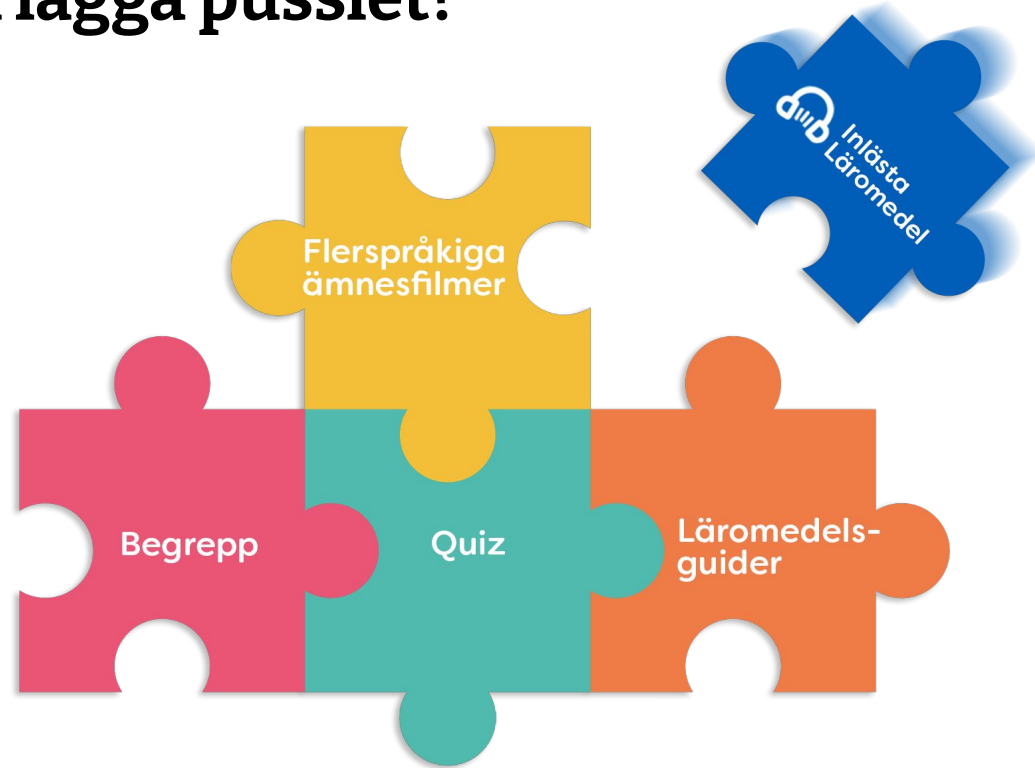 lägga pusslet?
Inlästa
Läromedel
Flerspråkiga
ämnesfilmer
Begrepp
Quiz
Läromedels-
guider